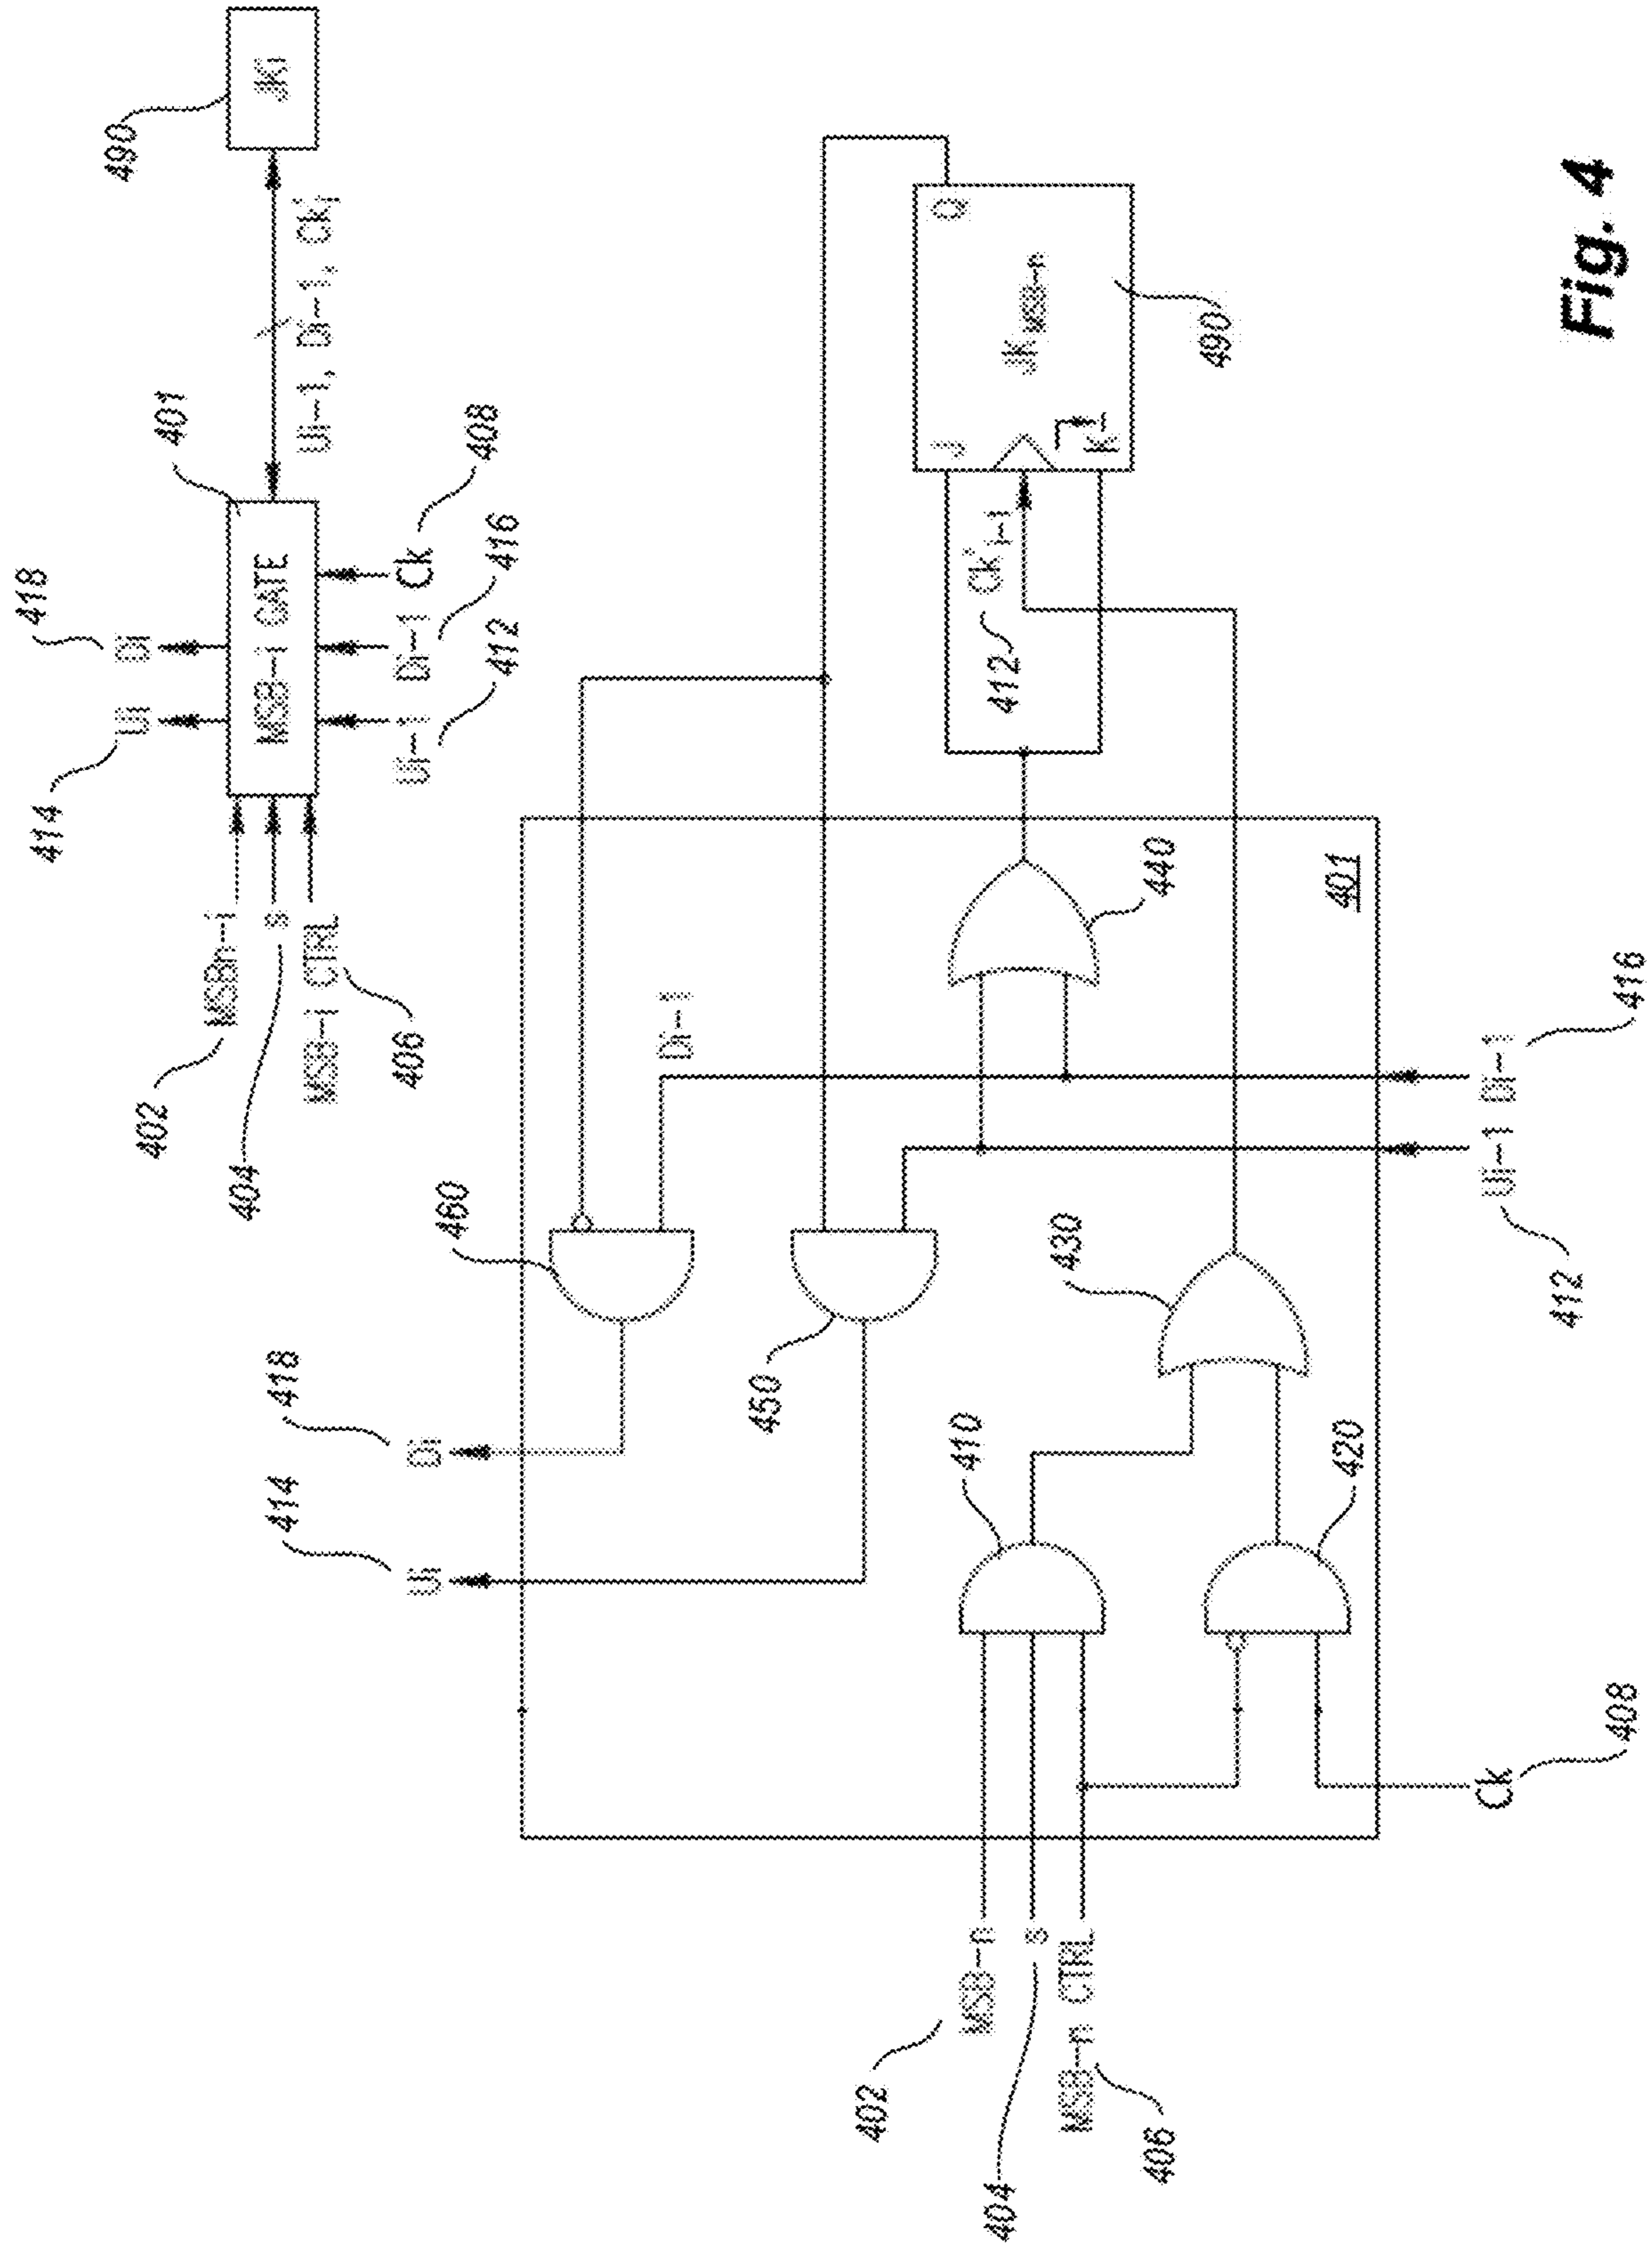 402
MSBn-i
404
s
406
MSB-i CTRL
414
Ui
418
Di
401
MSB-i GATE
Ui-1
412
Di-1
416
Ck
408
Ui-1, Di-1, Ck'i
490
JKi
414
Ui
418
Di
460
Di-1
450
402
MSB-n
404
s
406
MSB-n CTRL
410
420
430
440
401
Ck
408
Ui-1
412
Di-1
416
412
Ck'i-1
J
Q
JKMSB-n
K
490
Fig. 4